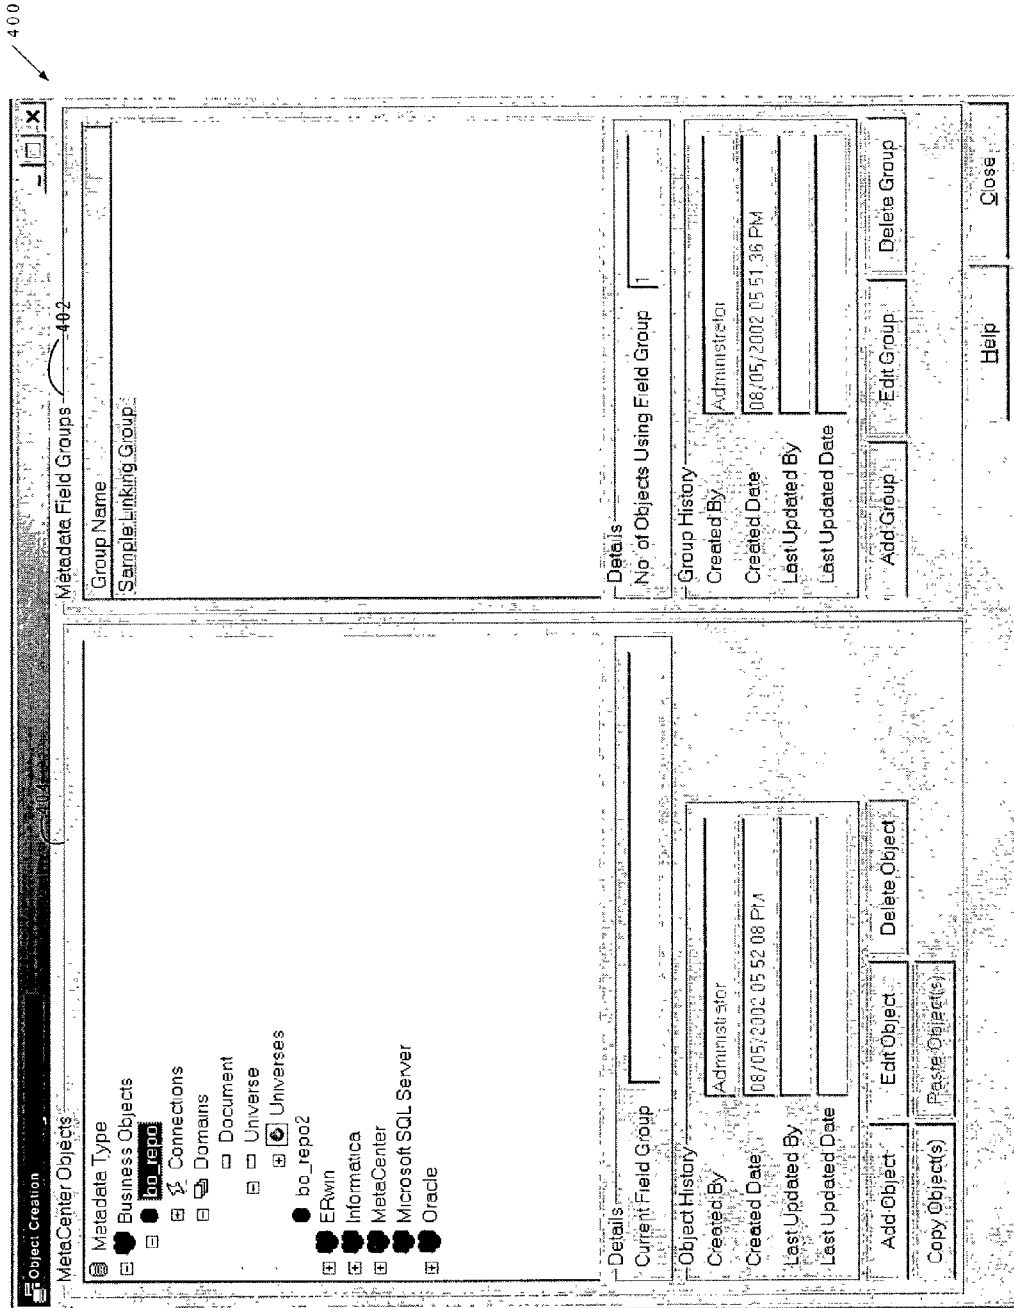 400
Object Creation
MetaCenter Objects
404
Metadata Type
Business Objects
bo_repo
Connections
Domains
Document
Universe
Universes
bo_repo2
ERwin
Informatica
MetaCenter
Microsoft SQL Server
Oracle
Details
Current Field Group
Object History
Created By
Administrator
Created Date
08/05/2002 05 52 08 PM
Last Updated By
Last Updated Date
Add Object
Edit Object
Delete Object
Copy Object(s)
Paste Object(s)
Metadata Field Groups
402
Group Name
Sample Linking Group
Details
No of Objects Using Field Group
1
Group History
Created By
Administrator
Created Date
08/05/2002 05 51 36 PM
Last Updated By
Last Updated Date
Add Group
Edit Group
Delete Group
Help
Close